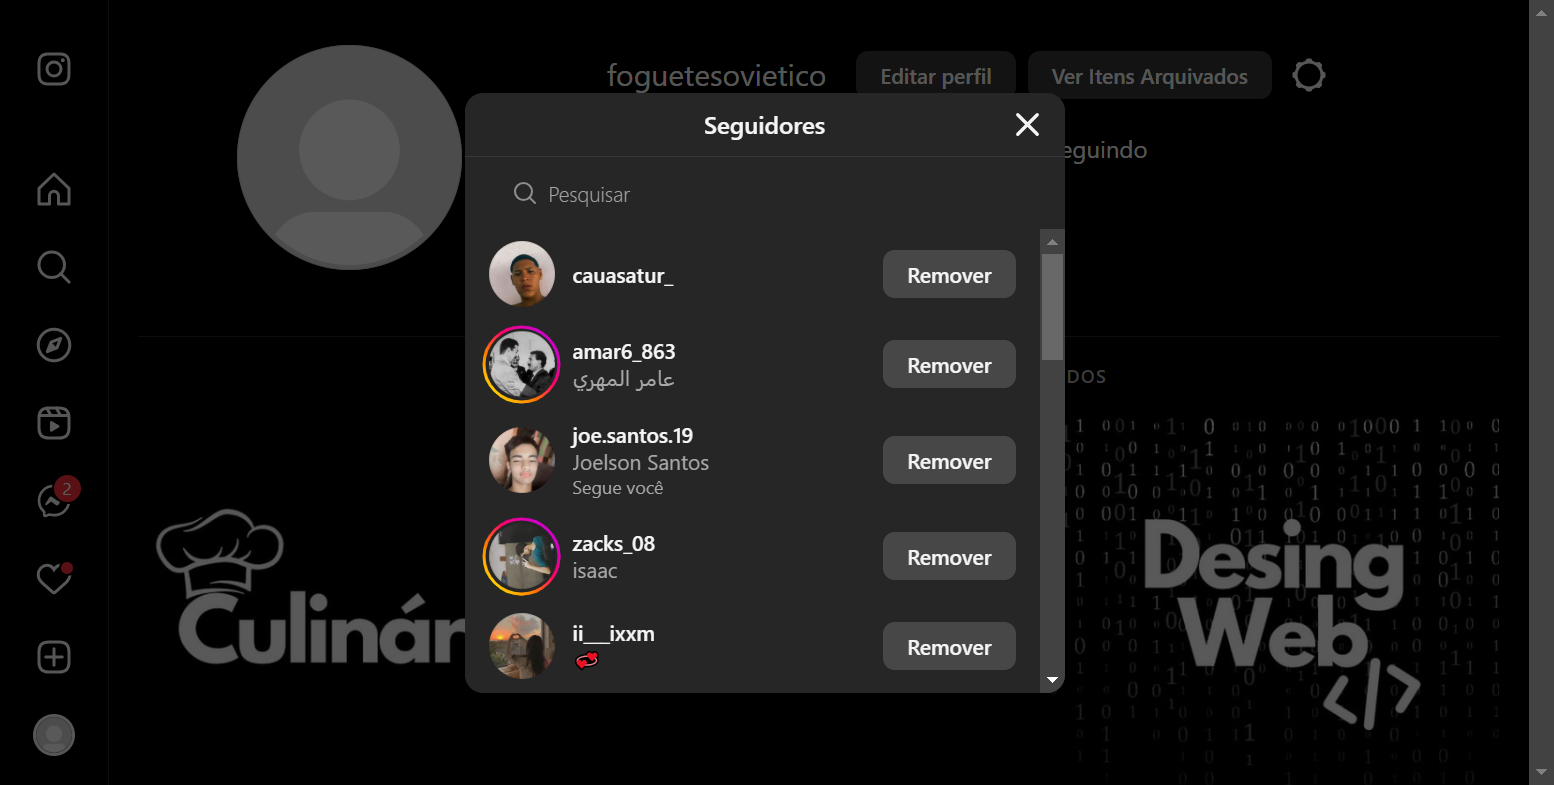 foguetesovietico
Editar perfil
Ver Itens Arquivados
Seguidores
eguindo
Pesquisar
cauasatur_
Remover
amar6_863
عامر المهري
Remover
DOS
joe.santos.19
Joelson Santos
Segue você
Remover
2
zacks_08
isaac
Remover
ii___ixxm
💞
Remover
Culinár
Desing
Web
</>